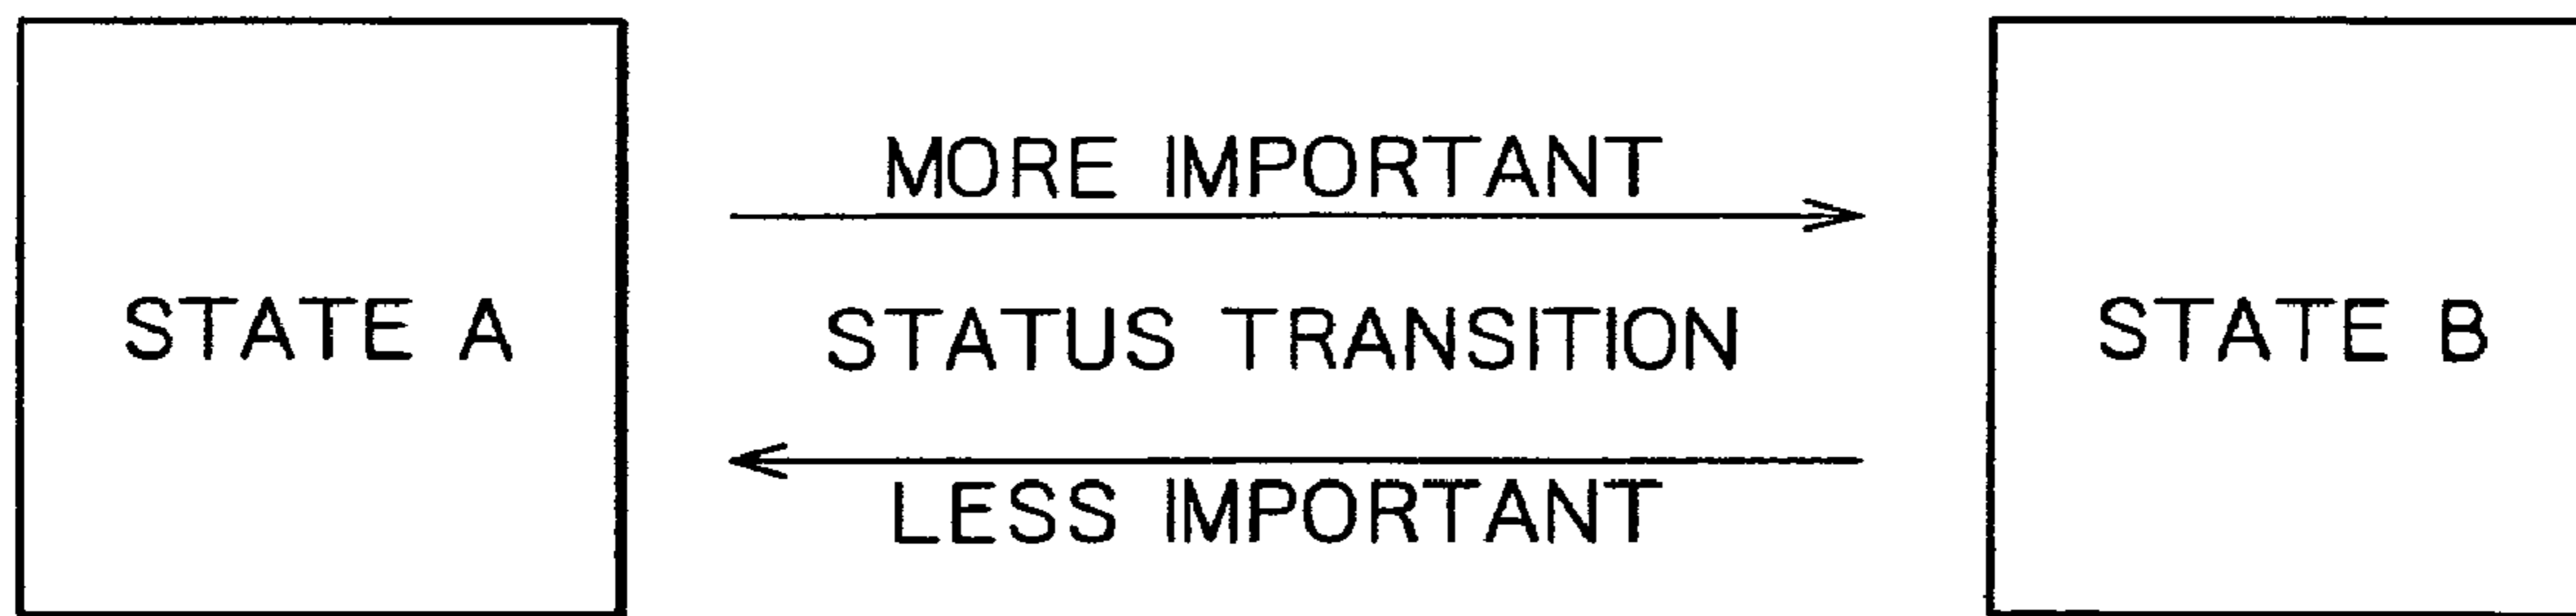 MORE IMPORTANT
STATE A
STATUS TRANSITION
STATE B
LESS IMPORTANT